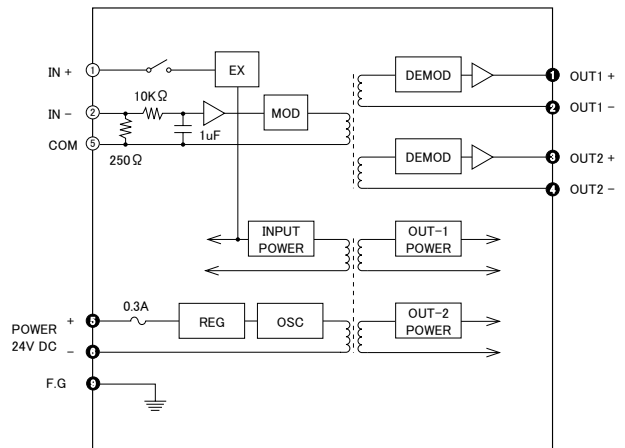 IN + 1 EX
10KΩ
IN - 2 MOD
1uF
COM 5
250Ω
DEMOD 1 OUT1 +
2 OUT1 -
DEMOD 3 OUT2 +
4 OUT2 -
INPUT POWER
OUT-1 POWER
OUT-2 POWER
0.3A
POWER 24V DC
+ 5 REG OSC
- 6
F.G 9